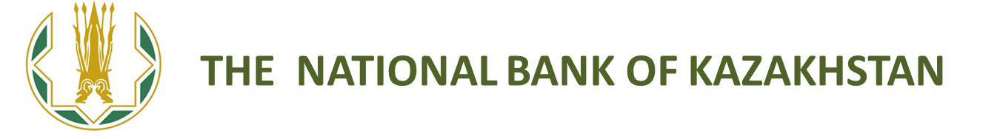 THE NATIONAL BANK OF KAZAKHSTAN